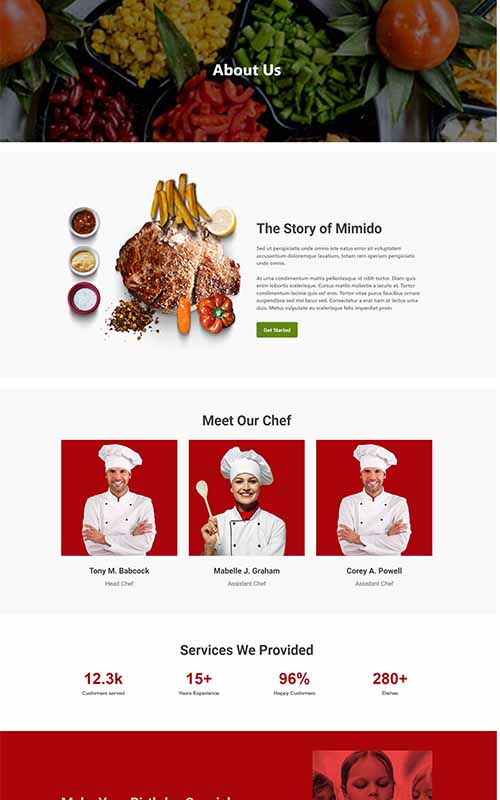 About Us
The Story of Mimido
Sed ut perspiciatis unde omnis iste natus error sit voluptatem
accusantium doloremque lauatium, totam rem aperiam perspiciatis
unde omnis.
At urna condimentum mattis pellentesque id nibh tortor. Diam quis
enim lobortis scelerisque. Cursus mattis molestie a iaculis at. Tortor
condimentum lacinia quis vel eros. Tortor vitae purus faucibus ornare
suspendisse sed nisi lacus sed. Consectetur a erat nam at lectus urna
duis. Metus vulputate eu scelerisque felis imperdiet proin
Get Started
Meet Our Chef
Tony M. Babcock
Mabelle J. Graham
Corey A. Powell
Head Chef
Assistant Chef
Assistant Chef
Services We Provided
12.3k
15+
96%
280+
Customers served
Years Experience
Happy Customers
Dishes